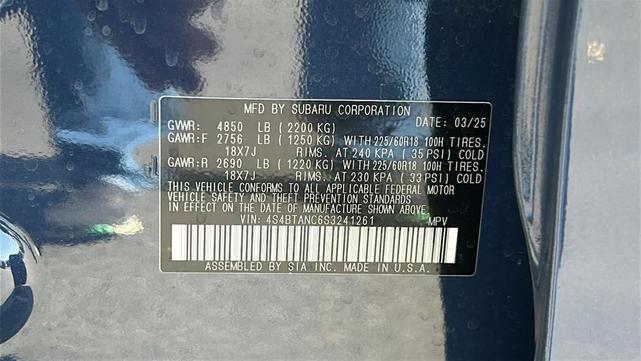 MFD BY SUBARU CORPORATION
GVWR: 4850 LB ( 2200 KG) DATE: 03/25
GAWR:F 2756 LB ( 1250 KG) WITH 225/60R18 100H TIRES.
18X7J RIMS. AT 240 KPA ( 35 PSI) COLD
GAWR:R 2690 LB ( 1220 KG) WITH 225/60R18 100H TIRES.
18X7J RIMS. AT 230 KPA ( 33 PSI) COLD
THIS VEHICLE CONFORMS TO ALL APPLICABLE FEDERAL MOTOR
VEHICLE SAFETY AND THEFT PREVENTION STANDARDS
IN EFFECT ON THE DATE OF MANUFACTURE SHOWN ABOVE.
VIN: 4S4BTANC6S3241261 MPV
ASSEMBLED BY SIA INC. MADE IN U.S.A.